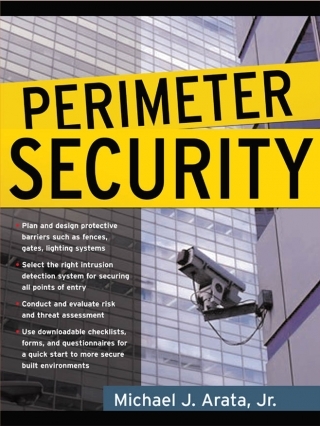 PERIMETER
SECURITY
Plan and design protective
barriers such as fences,
gates, lighting systems
Select the right intrusion
detection system for securing
all points of entry
Conduct and evaluate risk
and threat assessment
Use downloadable checklists,
forms, and questionnaires for
a quick start to more secure
built environments
Michael J. Arata, Jr.